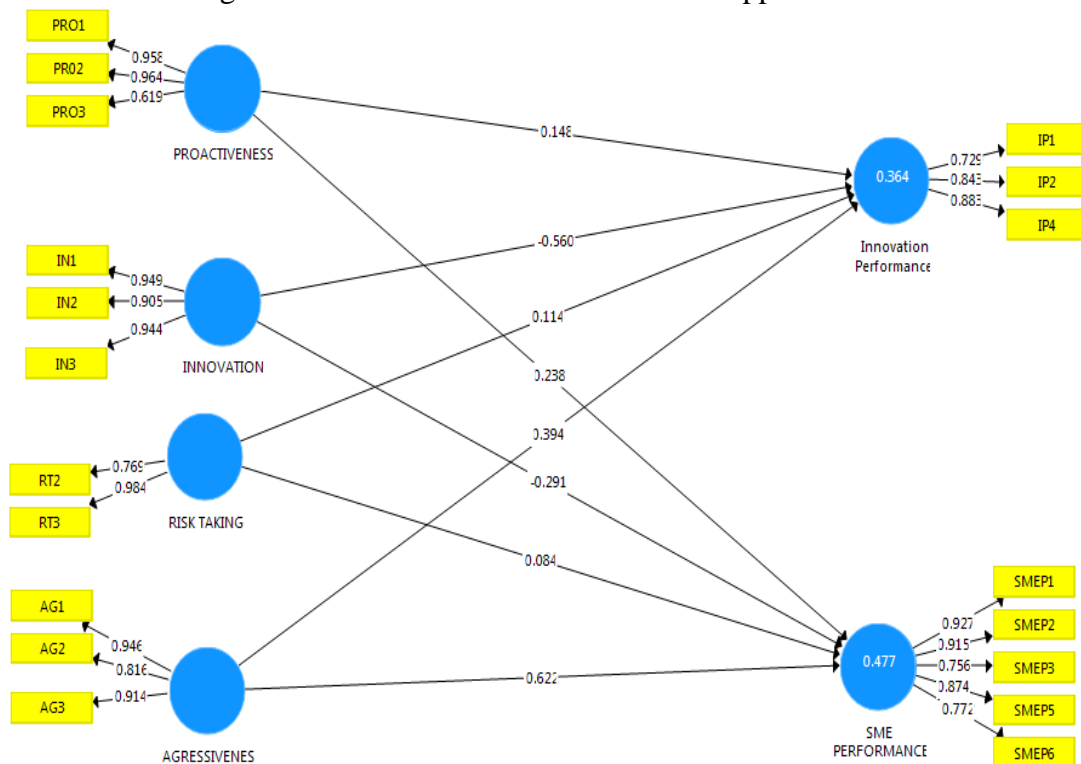 PRO1
0.958
PR02
0.964
PRO3
0.619
PROACTIVENESS
0.148
0.364
Innovation
Performance
0.729
IP1
0.843
IP2
0.883
IP4
IN1
0.949
IN2
0.905
IN3
0.944
INNOVATION
-0.560
0.114
0.238
0.394
-0.291
RT2
0.769
RT3
0.984
RISK TAKING
0.084
AG1
0.946
AG2
0.816
AG3
0.914
AGRESSIVENES
0.622
0.477
SME
PERFORMANCE
SMEP1
0.927
SMEP2
0.915
SMEP3
0.756
SMEP5
0.874
SMEP6
0.772